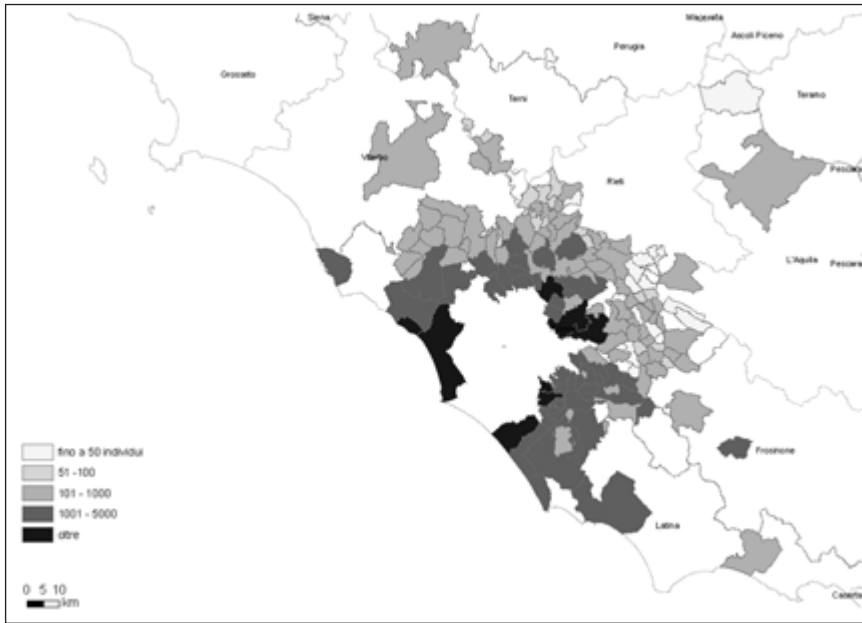 Siena
Macerata
Ascoli Piceno
Perugia
Grosseto
Terni
Teramo
Viterbo
Rieti
Pescara
L'Aquila
Pescara
fino a 50 individui
51 - 100
101 - 1000
1001 - 5000
oltre
Frosinone
Latina
0 5 10
km
Caserta